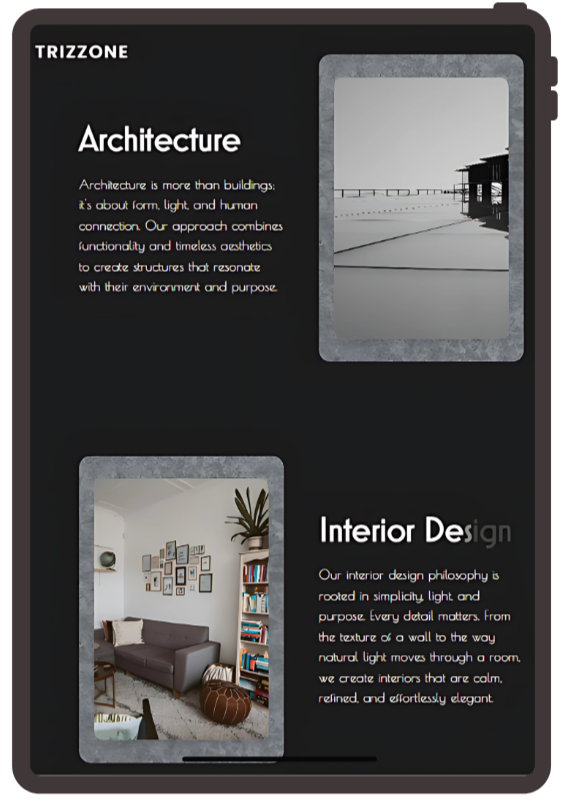 TRIZZONE
Architecture
Architecture is more than buildings;
it's about form, light, and human
connection. Our approach combines
functionality and timeless aesthetics
to create structures that resonate
with their environment and purpose.
Interior Design
Our interior design philosophy is
rooted in simplicity, light, and
purpose. Every detail matters. From
the texture of a wall to the way
natural light moves through a room,
we create interiors that are calm,
refined, and effortlessly elegant.